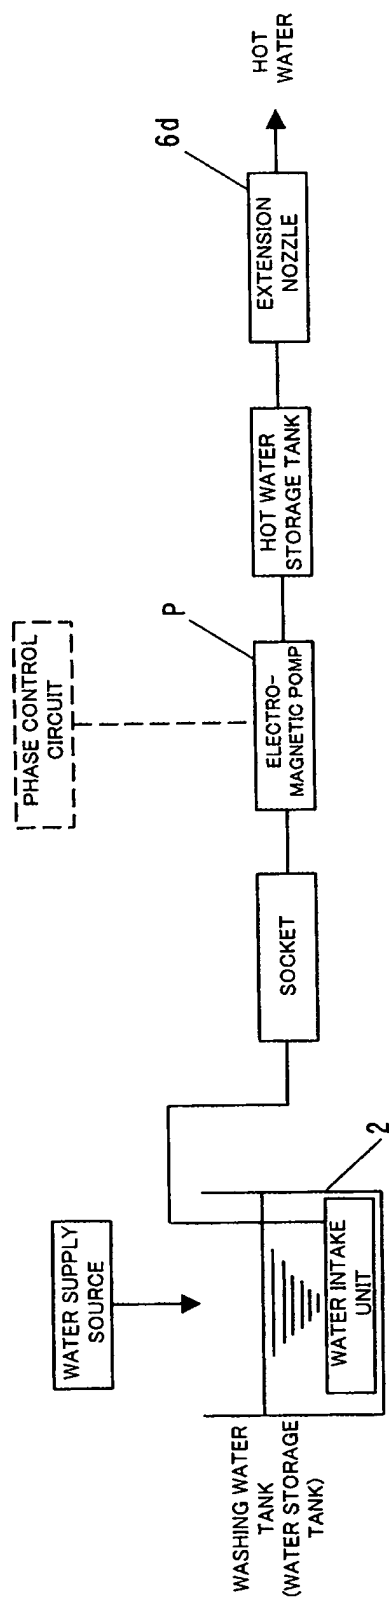 WATER SUPPLY
SOURCE
WASHING WATER
TANK
(WATER STORAGE
TANK)
WATER INTAKE
UNIT
2
SOCKET
PHASE CONTROL
CIRCUIT
P
ELECTRO-
MAGNETIC PUMP
HOT WATER
STORAGE TANK
6d
EXTENSION
NOZZLE
HOT
WATER